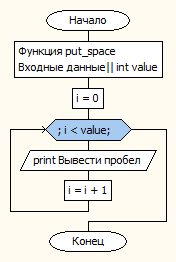 Начало
Функция put_space
Входные данные|| int value
i = 0
; i < value;
print Вывести пробел
i = i + 1
Конец